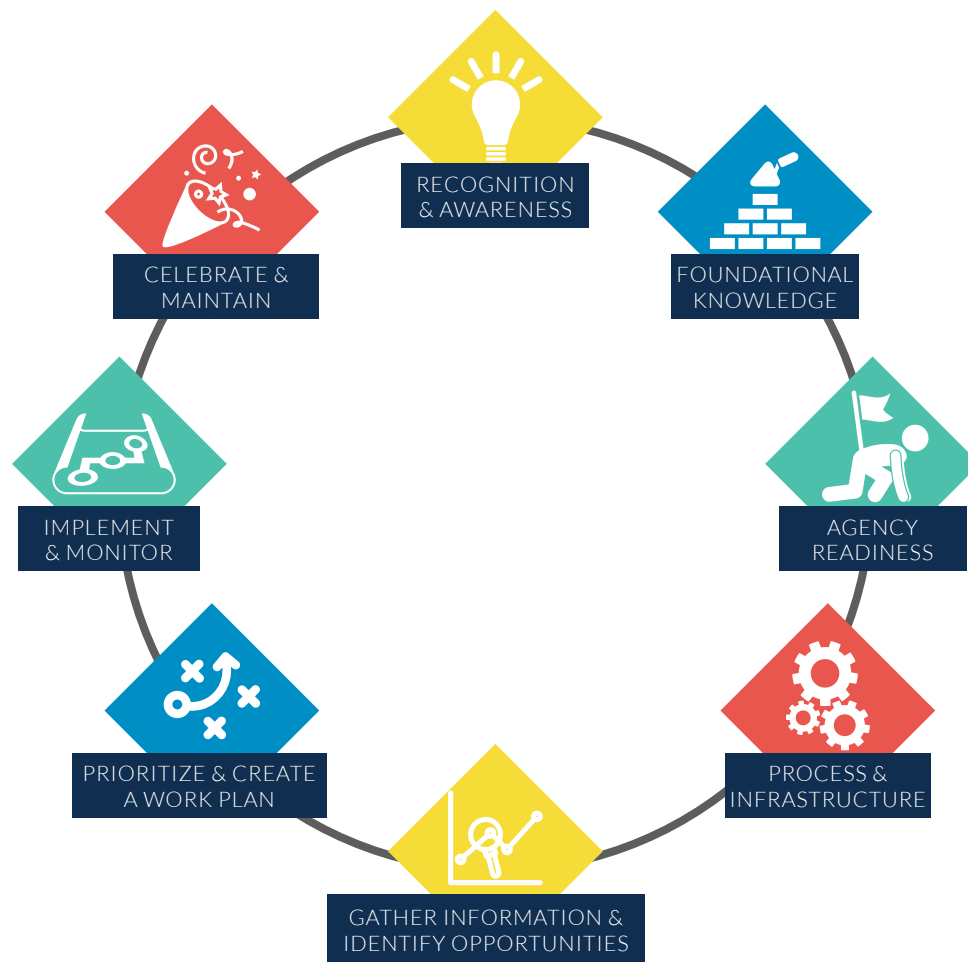 RECOGNITION
& AWARENESS
FOUNDATIONAL
KNOWLEDGE
AGENCY
READINESS
PROCESS &
INFRASTRUCTURE
GATHER INFORMATION &
IDENTIFY OPPORTUNITIES
PRIORITIZE & CREATE
A WORK PLAN
IMPLEMENT
& MONITOR
CELEBRATE &
MAINTAIN